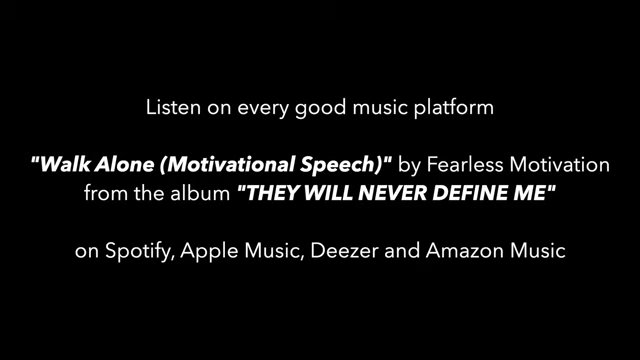 Listen on every good music platform
"Walk Alone (Motivational Speech)" by Fearless Motivation
from the album "THEY WILL NEVER DEFINE ME"
on Spotify, Apple Music, Deezer and Amazon Music